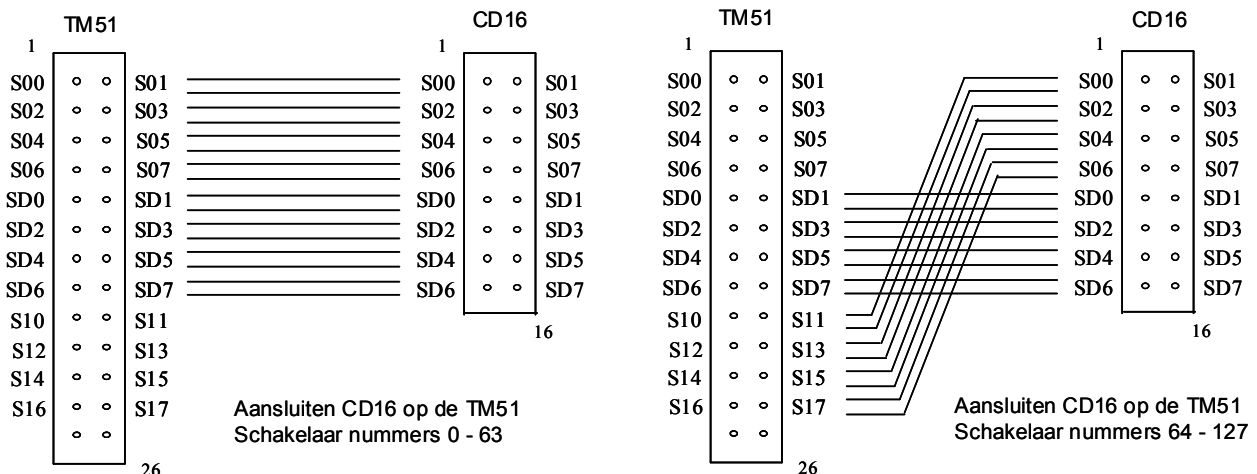 TM51
CD16
1
1
S00 S01
S02 S03
S04 S05
S06 S07
SD0 SD1
SD2 SD3
SD4 SD5
SD6 SD7
S10 S11
S12 S13
S14 S15
S16 S17
26
S00 S01
S02 S03
S04 S05
S06 S07
SD0 SD1
SD2 SD3
SD4 SD5
SD6 SD7
16
Aansluiten CD16 op de TM51
Schakelaar nummers 0 - 63
TM51
CD16
1
1
S00 S01
S02 S03
S04 S05
S06 S07
SD0 SD1
SD2 SD3
SD4 SD5
SD6 SD7
S10 S11
S12 S13
S14 S15
S16 S17
26
S00 S01
S02 S03
S04 S05
S06 S07
SD0 SD1
SD2 SD3
SD4 SD5
SD6 SD7
16
Aansluiten CD16 op de TM51
Schakelaar nummers 64 - 127